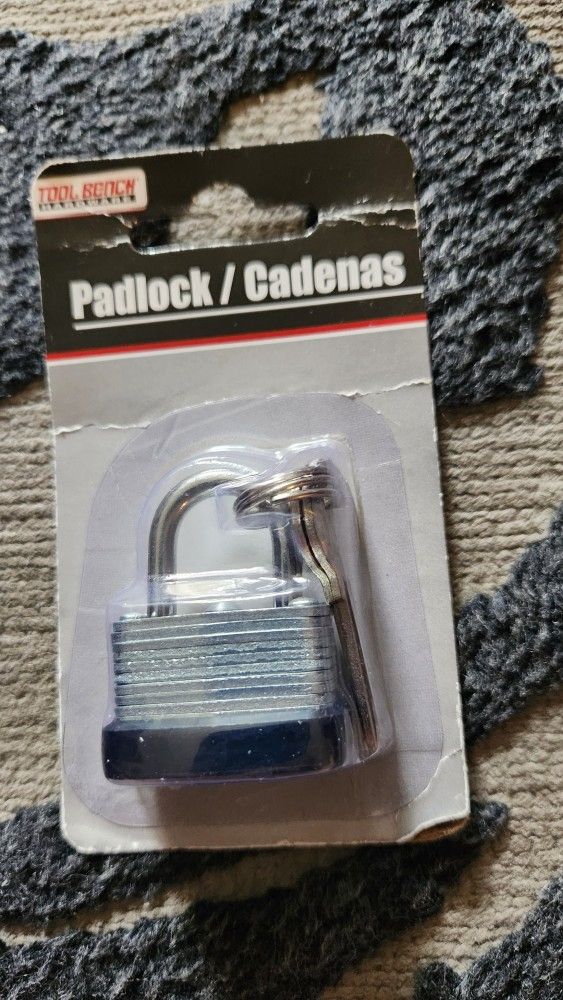 TOOL BENCH
HARDWARE
Padlock / Cadenas